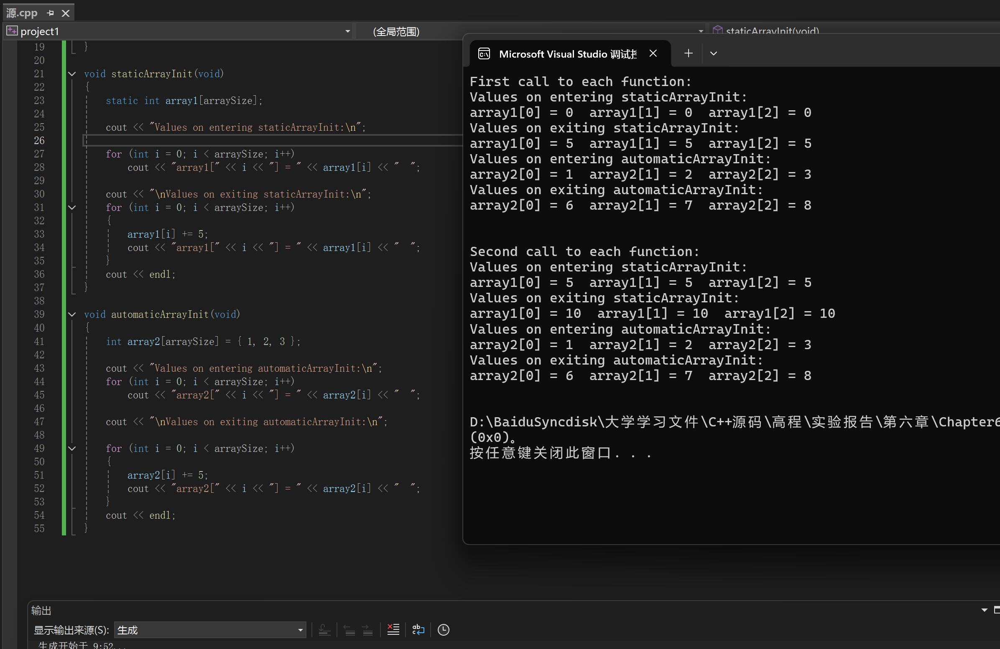 源.cpp
project1
(全局范围)
staticArrayInit(void)
19 }
20
21 void staticArrayInit(void)
22 {
23 static int array1[arraySize];
24
25 cout << "Values on entering staticArrayInit:\n";
26
27 for (int i = 0; i < arraySize; i++)
28 cout << "array1[" << i << "] = " << array1[i] << "  ";
29
30 cout << "\nValues on exiting staticArrayInit:\n";
31 for (int i = 0; i < arraySize; i++)
32 {
33 array1[i] += 5;
34 cout << "array1[" << i << "] = " << array1[i] << "  ";
35 }
36 cout << endl;
37 }
38
39 void automaticArrayInit(void)
40 {
41 int array2[arraySize] = { 1, 2, 3 };
42
43 cout << "Values on entering automaticArrayInit:\n";
44 for (int i = 0; i < arraySize; i++)
45 cout << "array2[" << i << "] = " << array2[i] << "  ";
46
47 cout << "\nValues on exiting automaticArrayInit:\n";
48
49 for (int i = 0; i < arraySize; i++)
50 {
51 array2[i] += 5;
52 cout << "array2[" << i << "] = " << array2[i] << "  ";
53 }
54 cout << endl;
55 }
Microsoft Visual Studio 调试控
First call to each function:
Values on entering staticArrayInit:
array1[0] = 0  array1[1] = 0  array1[2] = 0
Values on exiting staticArrayInit:
array1[0] = 5  array1[1] = 5  array1[2] = 5
Values on entering automaticArrayInit:
array2[0] = 1  array2[1] = 2  array2[2] = 3
Values on exiting automaticArrayInit:
array2[0] = 6  array2[1] = 7  array2[2] = 8
Second call to each function:
Values on entering staticArrayInit:
array1[0] = 5  array1[1] = 5  array1[2] = 5
Values on exiting staticArrayInit:
array1[0] = 10  array1[1] = 10  array1[2] = 10
Values on entering automaticArrayInit:
array2[0] = 1  array2[1] = 2  array2[2] = 3
Values on exiting automaticArrayInit:
array2[0] = 6  array2[1] = 7  array2[2] = 8
D:\BaiduSyncdisk\大学学习文件\C++源码\高程\实验报告\第六章\Chapter6
(0x0)。
按任意键关闭此窗口. . .
输出
显示输出来源(S): 生成
生成开始于 9:52...